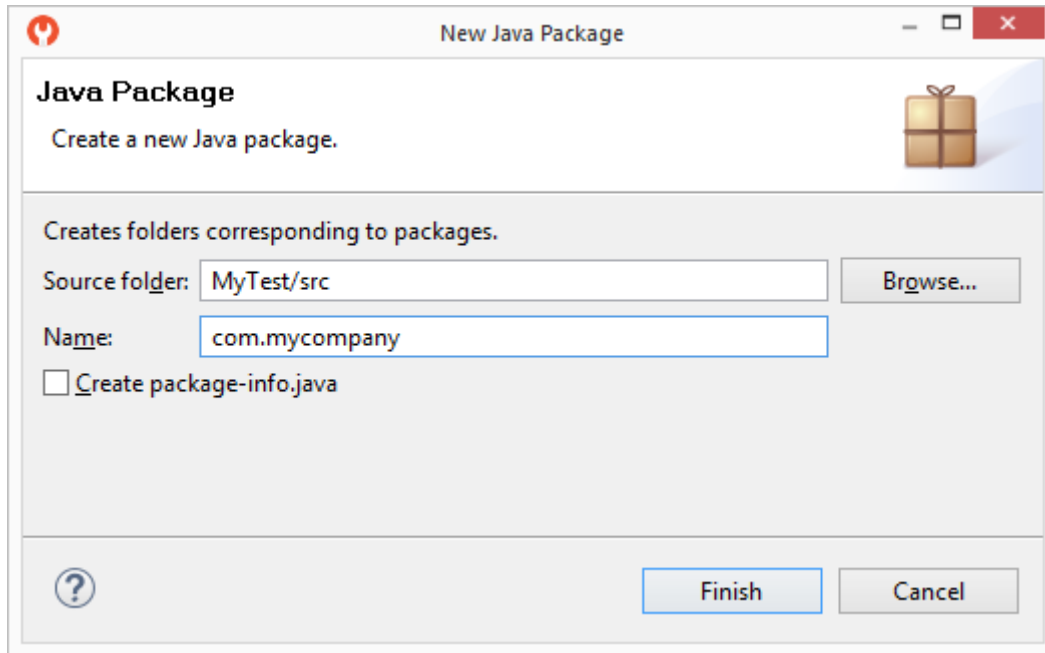 New Java Package
Java Package
Create a new Java package.
Creates folders corresponding to packages.
Source folder: MyTest/src Browse...
Name: com.mycompany
Create package-info.java
Finish Cancel